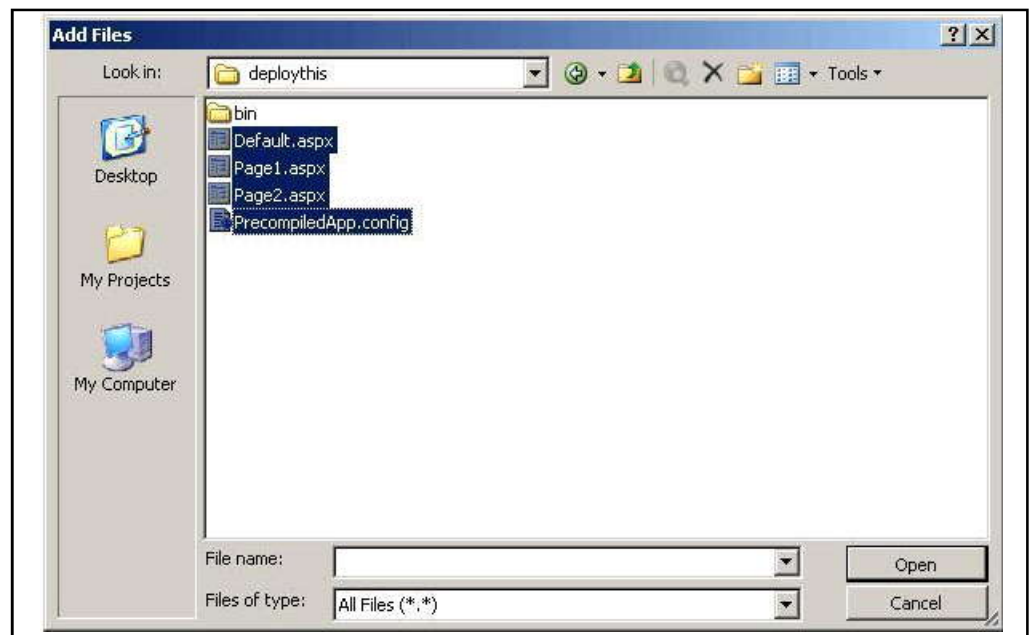 Add Files
Look in:
deploythis
Tools
bin
Default.aspx
Page1.aspx
Page2.aspx
PrecompiledApp.config
Desktop
My Projects
My Computer
File name:
Open
Files of type:
All Files (*.*)
Cancel